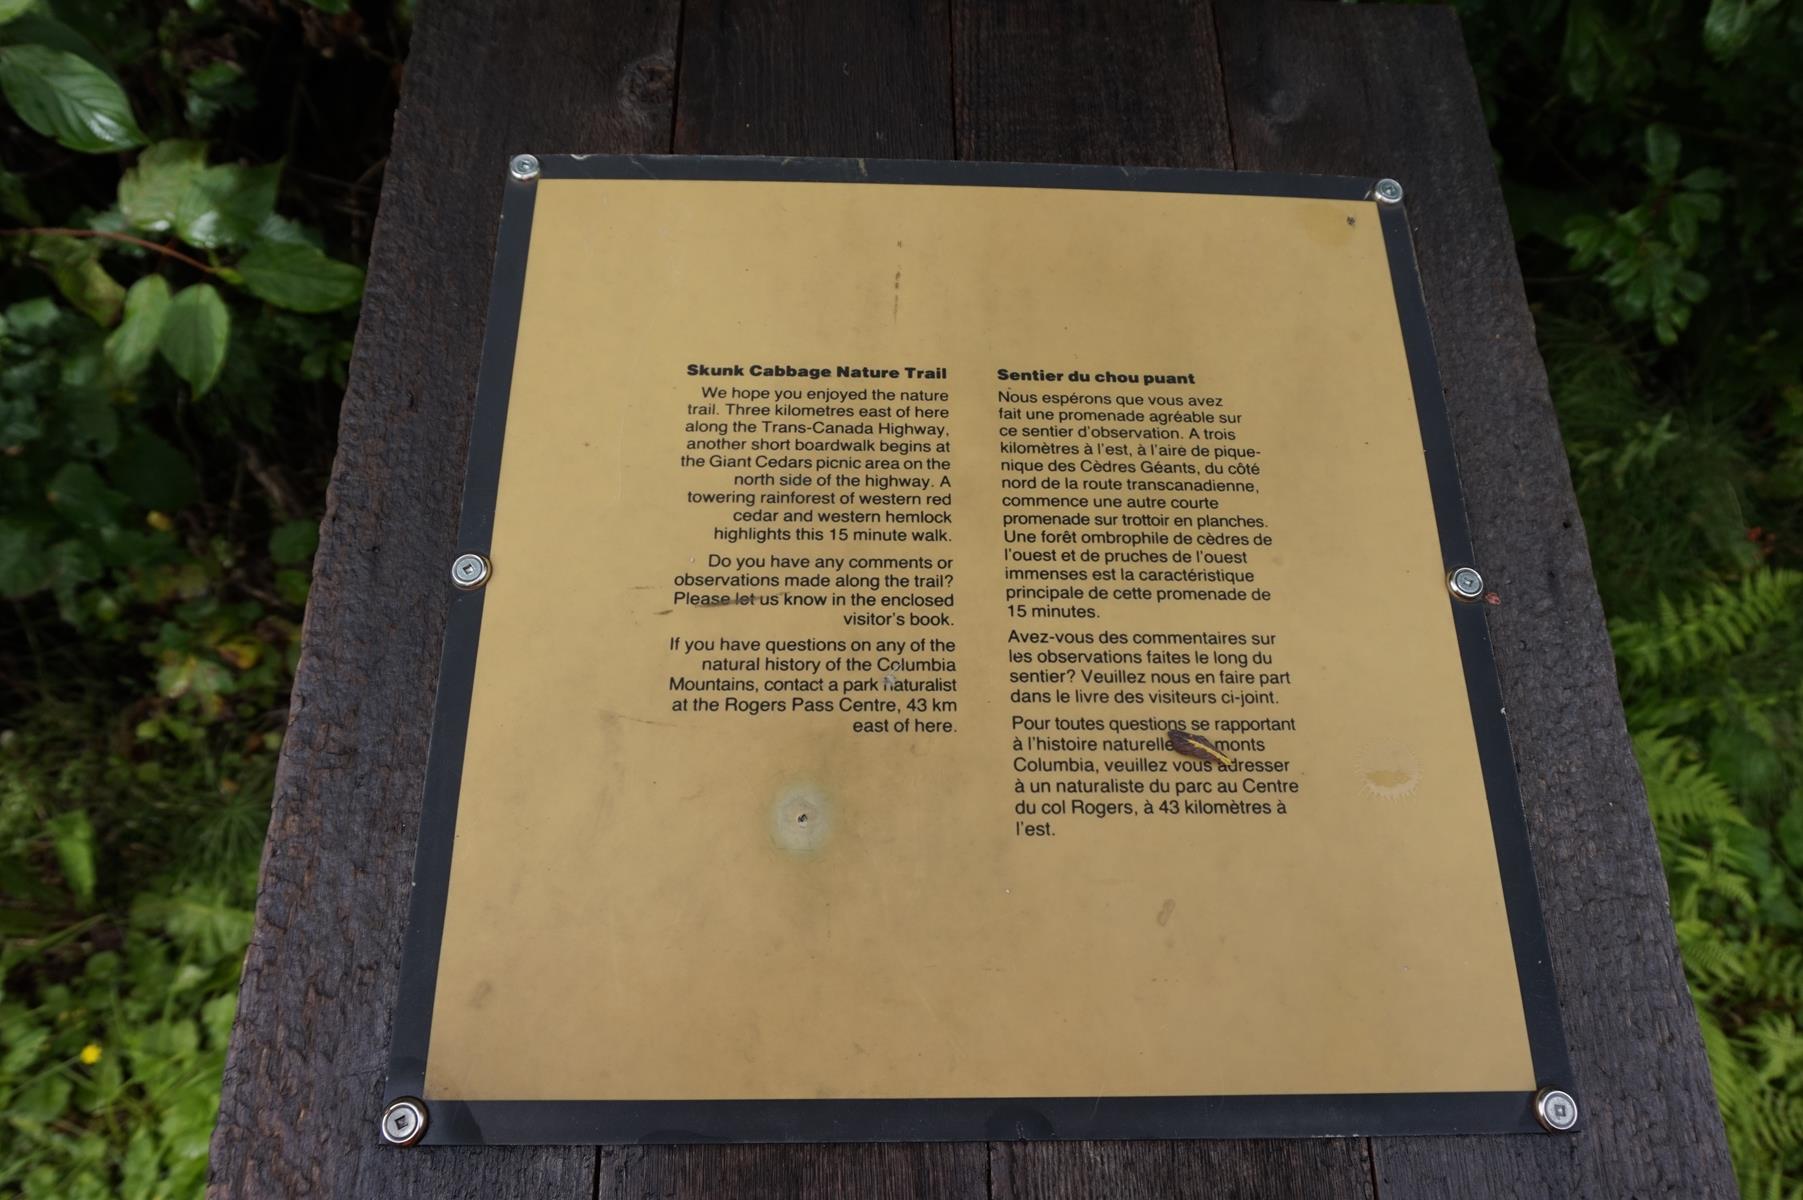 Skunk Cabbage Nature Trail
We hope you enjoyed the nature
trail. Three kilometres east of here
along the Trans-Canada Highway,
another short boardwalk begins at
the Giant Cedars picnic area on the
north side of the highway. A
towering rainforest of western red
cedar and western hemlock
highlights this 15 minute walk.
Do you have any comments or
observations made along the trail?
Please let us know in the enclosed
visitor's book.
If you have questions on any of the
natural history of the Columbia
Mountains, contact a park naturalist
at the Rogers Pass Centre, 43 km
east of here.
Sentier du chou puant
Nous espérons que vous avez
fait une promenade agréable sur
ce sentier d'observation. A trois
kilomètres à l'est, à l'aire de pique-
nique des Cèdres Géants, du côté
nord de la route transcanadienne,
commence une autre courte
promenade sur trottoir en planches.
Une forêt ombrophile de cèdres de
l'ouest et de pruches de l'ouest
immenses est la caractéristique
principale de cette promenade de
15 minutes.
Avez-vous des commentaires sur
les observations faites le long du
sentier? Veuillez nous en faire part
dans le livre des visiteurs ci-joint.
Pour toutes questions se rapportant
à l'histoire naturelle monts
Columbia, veuillez vous adresser
à un naturaliste du parc au Centre
du col Rogers, à 43 kilomètres à
l'est.